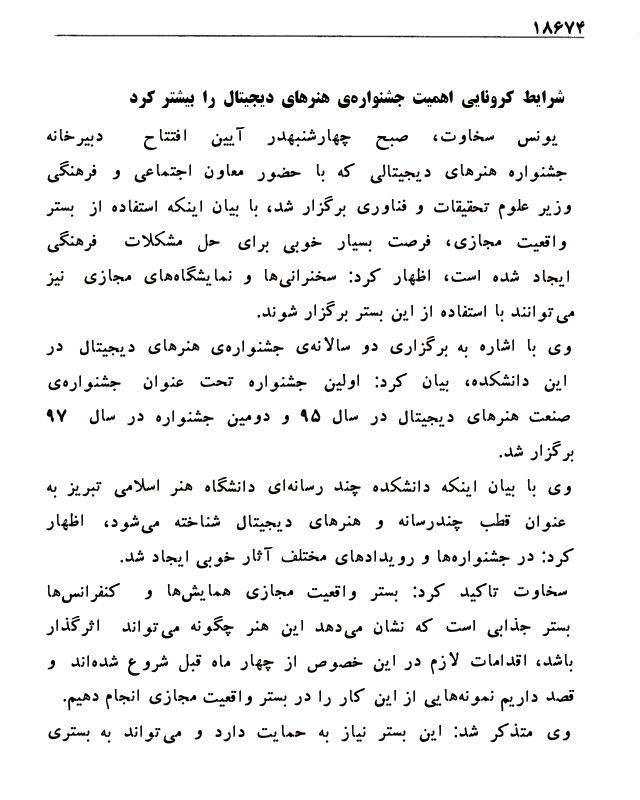 ۱۸۶۷۴
شرایط کرونایی اهمیت جشنواره‌ی هنرهای دیجیتال را بیشتر کرد
یونس سخاوت، صبح چهارشنبهدر آیین افتتاح دبیرخانه
جشنواره هنرهای دیجیتالی که با حضور معاون اجتماعی و فرهنگی
وزیر علوم تحقیقات و فناوری برگزار شد، با بیان اینکه استفاده از بستر
واقعیت مجازی، فرصت بسیار خوبی برای حل مشکلات فرهنگی
ایجاد شده است، اظهار کرد: سخنرانی‌ها و نمایشگاه‌های مجازی نیز
می‌توانند با استفاده از این بستر برگزار شوند.
وی با اشاره به برگزاری دو سالانه‌ی جشنواره‌ی هنرهای دیجیتال در
این دانشکده، بیان کرد: اولین جشنواره تحت عنوان جشنواره‌ی
صنعت هنرهای دیجیتال در سال ۹۵ و دومین جشنواره در سال ۹۷
برگزار شد.
وی با بیان اینکه دانشکده چند رسانه‌ای دانشگاه هنر اسلامی تبریز به
عنوان قطب چندرسانه و هنرهای دیجیتال شناخته می‌شود، اظهار
کرد: در جشنواره‌ها و رویدادهای مختلف آثار خوبی ایجاد شد.
سخاوت تاکید کرد: بستر واقعیت مجازی همایش‌ها و کنفرانس‌ها
بستر جذابی است که نشان می‌دهد این هنر چگونه می‌تواند اثرگذار
باشد، اقدامات لازم در این خصوص از چهار ماه قبل شروع شده‌اند و
قصد داریم نمونه‌هایی از این کار را در بستر واقعیت مجازی انجام دهیم.
وی متذکر شد: این بستر نیاز به حمایت دارد و می‌تواند به بستری